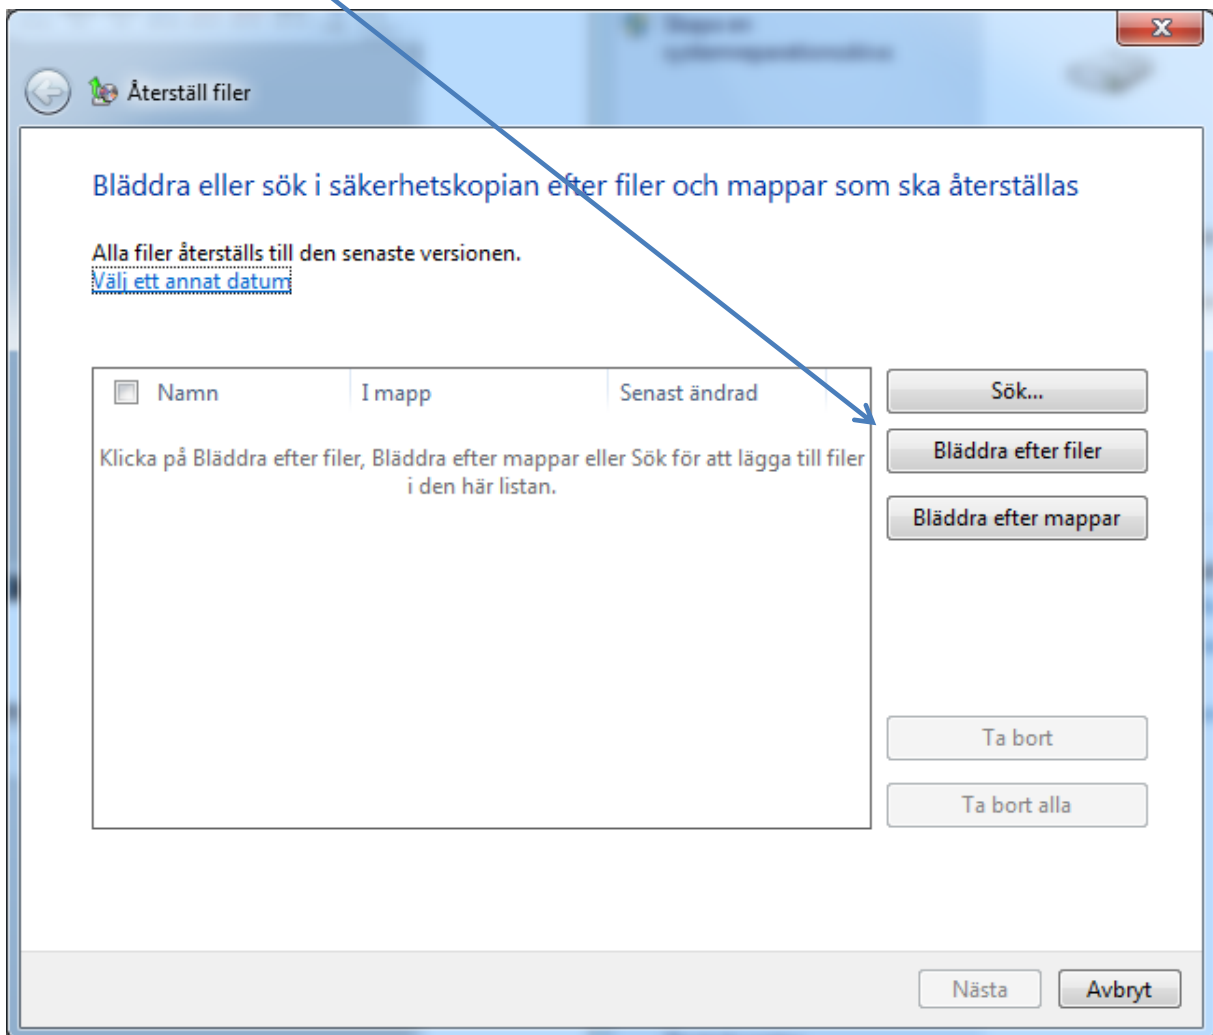 Skapa en
systemreparationsskiva
Återställ filer
Bläddra eller sök i säkerhetskopian efter filer och mappar som ska återställas
Alla filer återställs till den senaste versionen.
Välj ett annat datum
Namn I mapp Senast ändrad
Klicka på Bläddra efter filer, Bläddra efter mappar eller Sök för att lägga till filer
i den här listan.
Sök...
Bläddra efter filer
Bläddra efter mappar
Ta bort
Ta bort alla
Nästa Avbryt